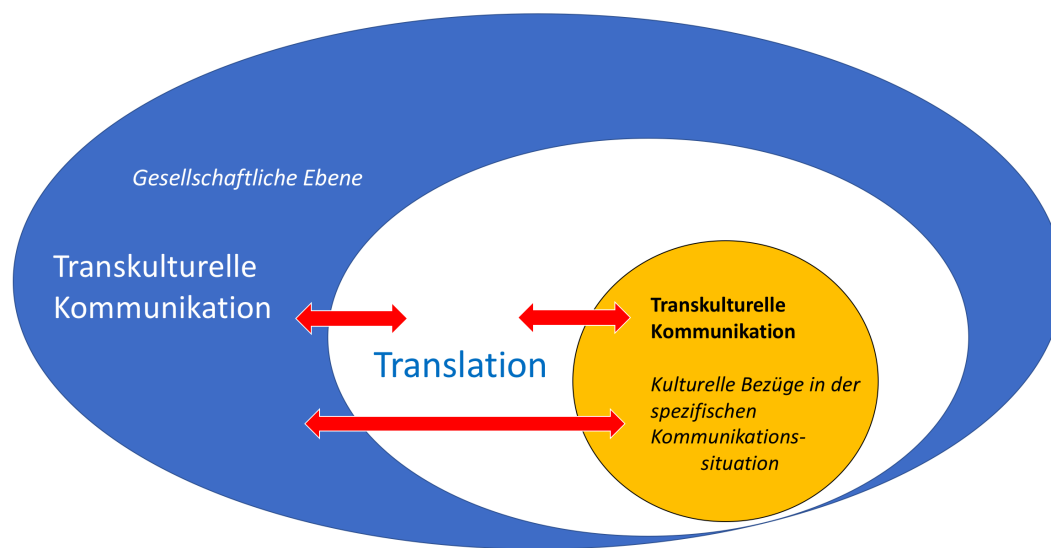 Gesellschaftliche Ebene
Transkulturelle
Kommunikation
Translation
Transkulturelle
Kommunikation
Kulturelle Bezüge in der
spezifischen
Kommunikations-
situation